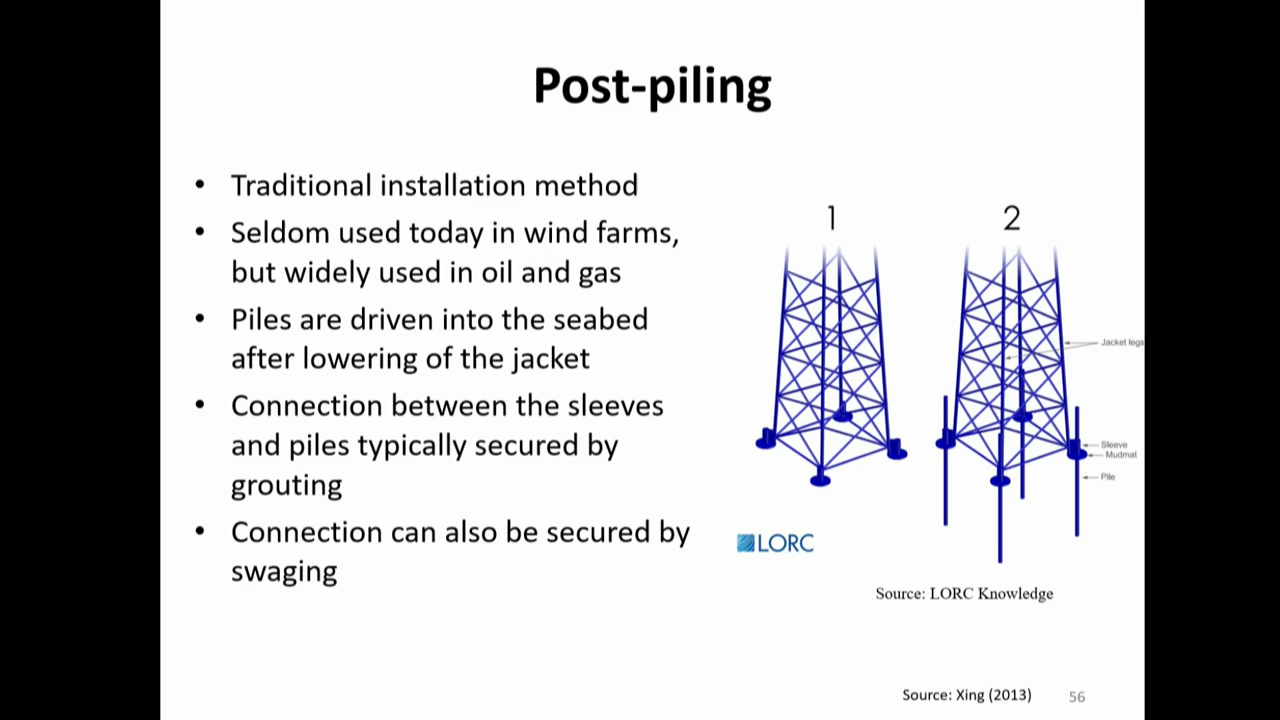 Post-piling
• Traditional installation method
• Seldom used today in wind farms,
but widely used in oil and gas
• Piles are driven into the seabed
after lowering of the jacket
• Connection between the sleeves
and piles typically secured by
grouting
• Connection can also be secured by
swaging
1
2
Jacket legs
Sleeve
Mudmat
Pile
LORC
Source: LORC Knowledge
Source: Xing (2013)
56